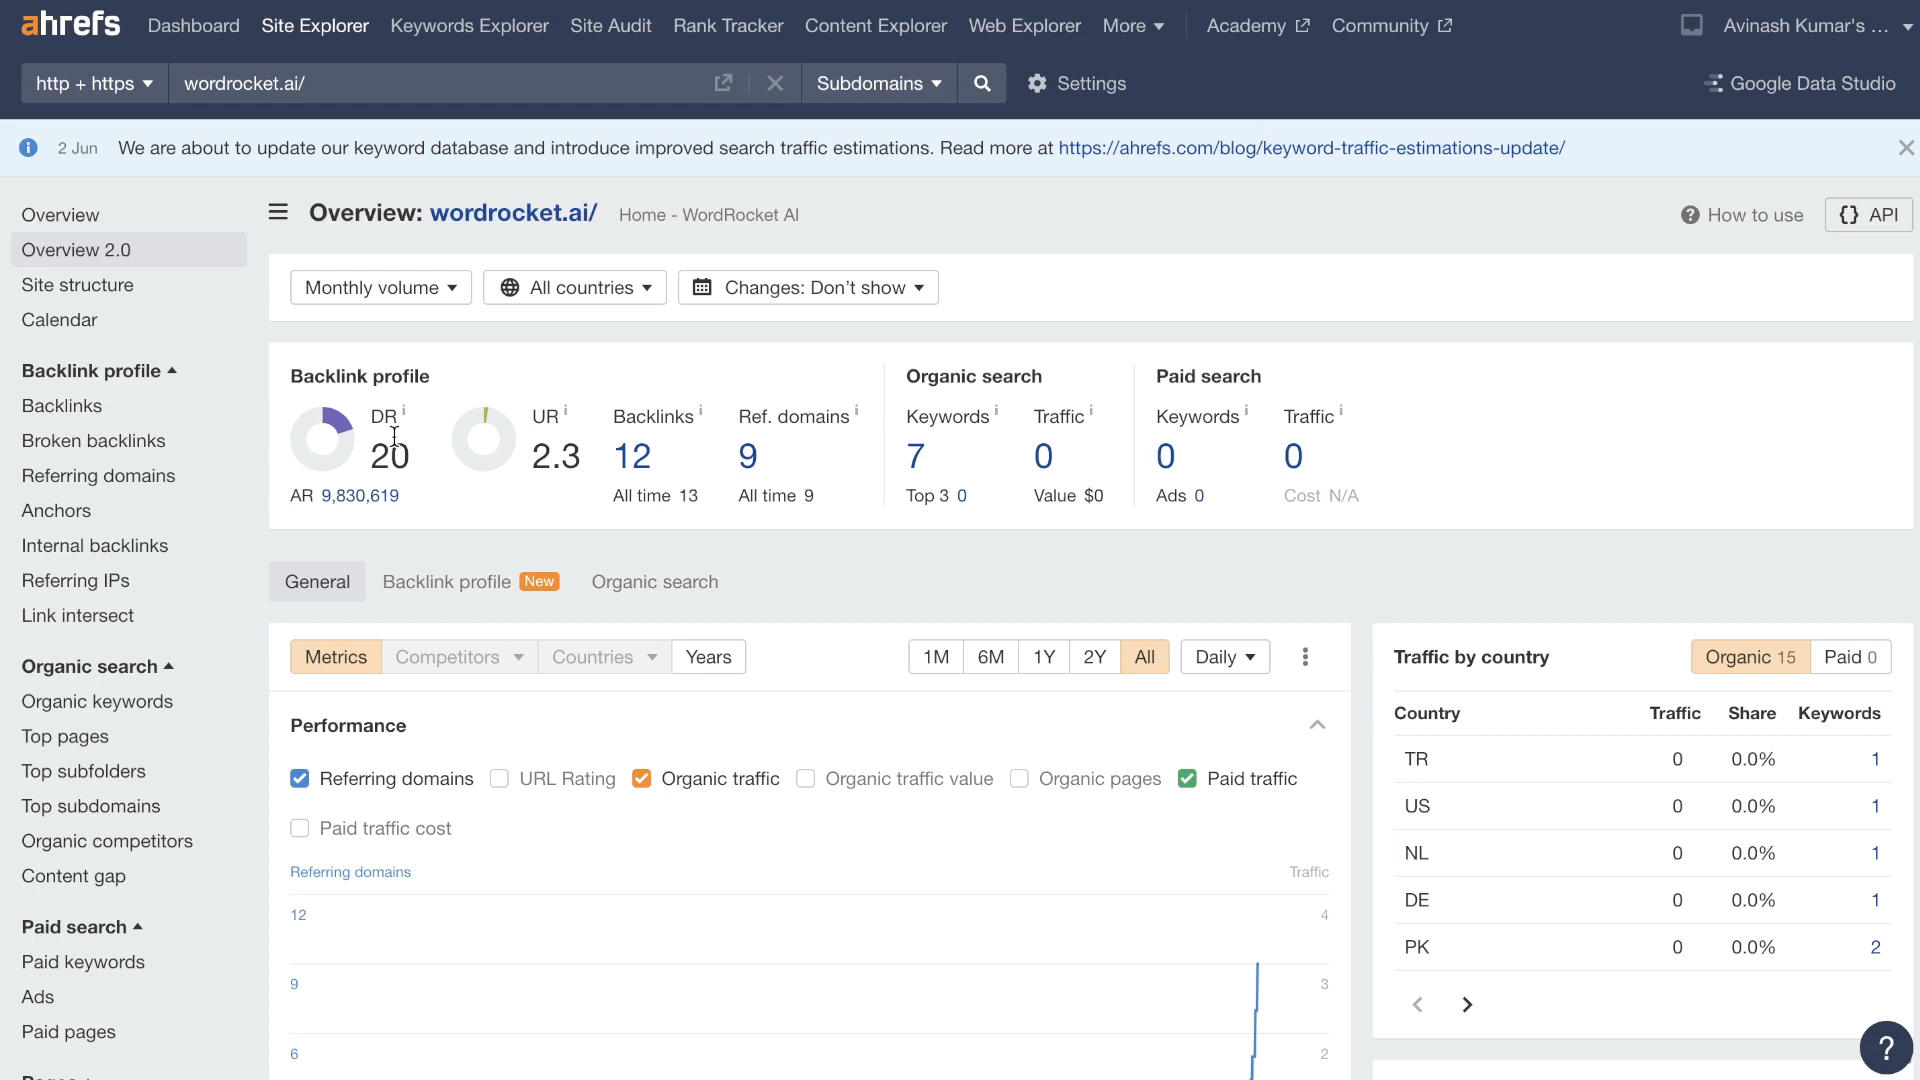 ahrefs Dashboard Site Explorer Keywords Explorer Site Audit Rank Tracker Content Explorer Web Explorer More Academy Community Avinash Kumar's ...
http + https wordrocket.ai/ Subdomains Settings Google Data Studio
2 Jun We are about to update our keyword database and introduce improved search traffic estimations. Read more at https://ahrefs.com/blog/keyword-traffic-estimations-update/
Overview
Overview 2.0
Site structure
Calendar
Backlink profile
Backlinks
Broken backlinks
Referring domains
Anchors
Internal backlinks
Referring IPs
Link intersect
Organic search
Organic keywords
Top pages
Top subfolders
Top subdomains
Organic competitors
Content gap
Paid search
Paid keywords
Ads
Paid pages
Overview: wordrocket.ai/ Home - WordRocket AI How to use {} API
Monthly volume All countries Changes: Don't show
Backlink profile Organic search Paid search
DR UR Backlinks Ref. domains Keywords Traffic Keywords Traffic
20 2.3 12 9 7 0 0 0
AR 9,830,619 All time 13 All time 9 Top 3 0 Value $0 Ads 0 Cost N/A
General Backlink profile New Organic search
Metrics Competitors Countries Years 1M 6M 1Y 2Y All Daily
Performance
Referring domains URL Rating Organic traffic Organic traffic value Organic pages Paid traffic
Paid traffic cost
Referring domains Traffic
12 4
9 3
6 2
Traffic by country Organic 15 Paid 0
Country Traffic Share Keywords
TR 0 0.0% 1
US 0 0.0% 1
NL 0 0.0% 1
DE 0 0.0% 1
PK 0 0.0% 2
?